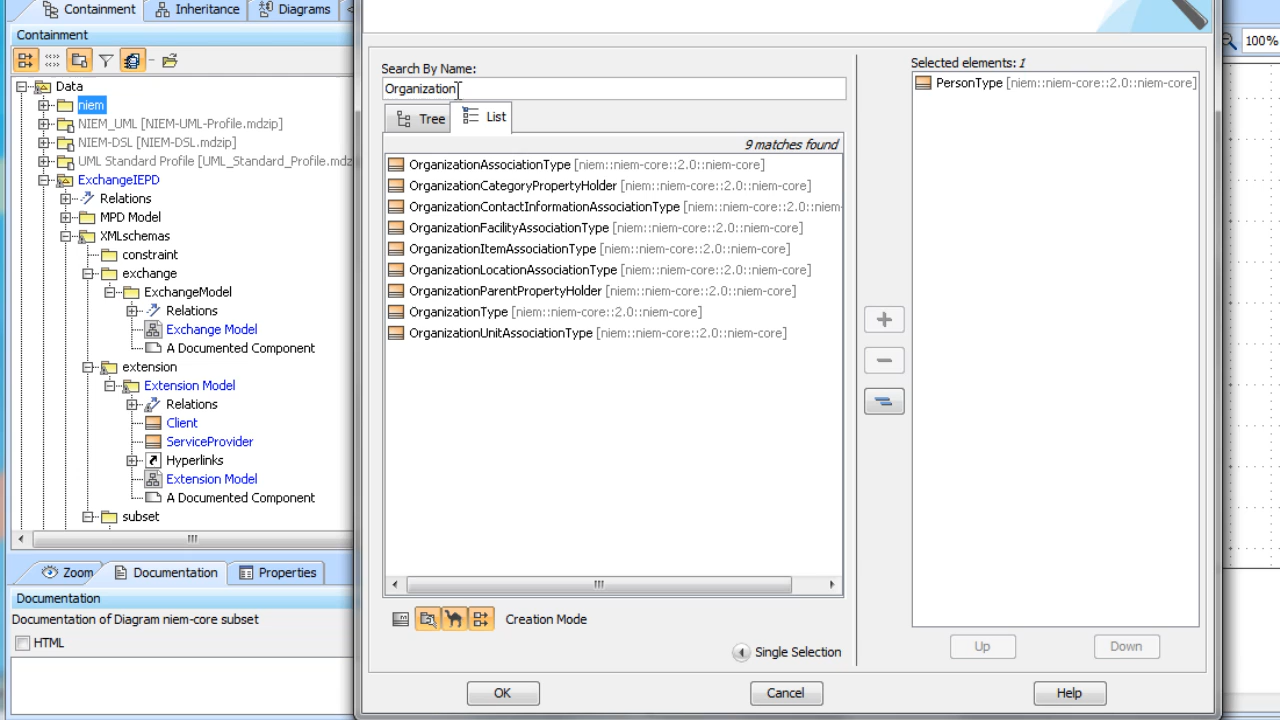 Containment
Inheritance
Diagrams
Containment
Data
niem
NIEM_UML [NIEM-UML-Profile.mdzip]
NIEM-DSL [NIEM-DSL.mdzip]
UML Standard Profile [UML_Standard_Profile.mdz
ExchangeIEPD
Relations
MPD Model
XMLschemas
constraint
exchange
ExchangeModel
Relations
Exchange Model
A Documented Component
extension
Extension Model
Relations
Client
ServiceProvider
Hyperlinks
Extension Model
A Documented Component
subset
Zoom
Documentation
Properties
Documentation
Documentation of Diagram niem-core subset
HTML
Search By Name:
Organization
Tree
List
9 matches found
OrganizationAssociationType [niem::niem-core::2.0::niem-core]
OrganizationCategoryPropertyHolder [niem::niem-core::2.0::niem-core]
OrganizationContactInformationAssociationType [niem::niem-core::2.0::niem-
OrganizationFacilityAssociationType [niem::niem-core::2.0::niem-core]
OrganizationItemAssociationType [niem::niem-core::2.0::niem-core]
OrganizationLocationAssociationType [niem::niem-core::2.0::niem-core]
OrganizationParentPropertyHolder [niem::niem-core::2.0::niem-core]
OrganizationType [niem::niem-core::2.0::niem-core]
OrganizationUnitAssociationType [niem::niem-core::2.0::niem-core]
Creation Mode
Single Selection
Selected elements: 1
PersonType [niem::niem-core::2.0::niem-core]
Up
Down
OK
Cancel
Help
100%